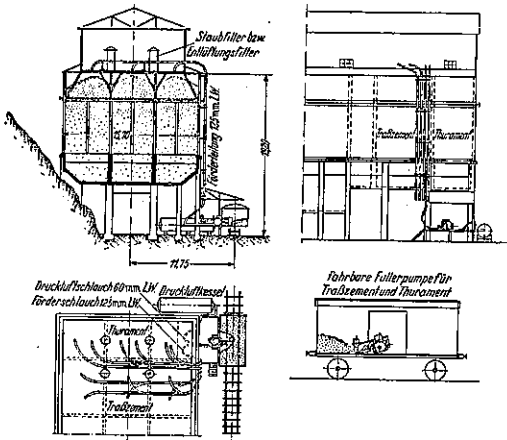 Staubfilter bzw.
Entlüftungsfilter
Förderleitung 125mm L.W.
11,75
Traßzement
Thurament
Druckluftschlauch 60mm L.W.
Förderschlauch 125mm L.W.
Druckluftkessel
Thurament
Traßzement
Fahrbare Fullerpumpe für
Traßzement und Thurament